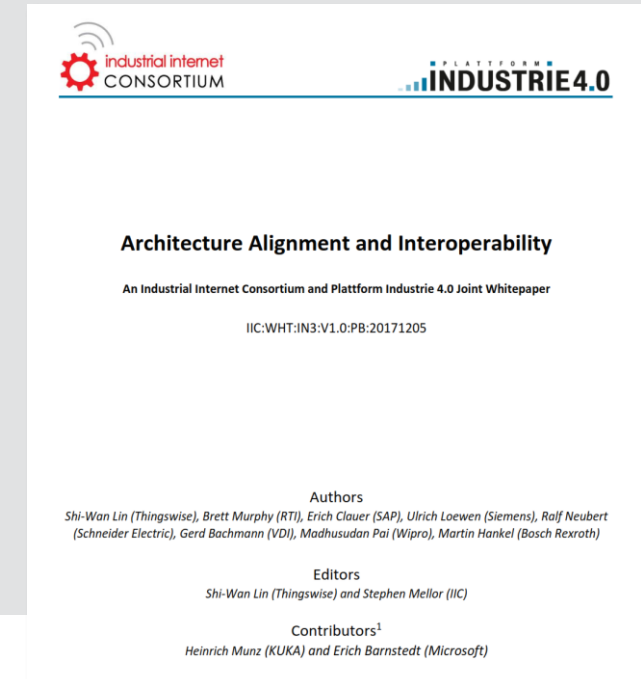 industrial internet
CONSORTIUM
PLATTFORM
INDUSTRIE4.0
Architecture Alignment and Interoperability
An Industrial Internet Consortium and Plattform Industrie 4.0 Joint Whitepaper
IIC:WHT:IN3:V1.0:PB:20171205
Authors
Shi-Wan Lin (Thingswise), Brett Murphy (RTI), Erich Clauer (SAP), Ulrich Loewen (Siemens), Ralf Neubert
(Schneider Electric), Gerd Bachmann (VDI), Madhusudan Pai (Wipro), Martin Hankel (Bosch Rexroth)
Editors
Shi-Wan Lin (Thingswise) and Stephen Mellor (IIC)
Contributors¹
Heinrich Munz (KUKA) and Erich Barnstedt (Microsoft)